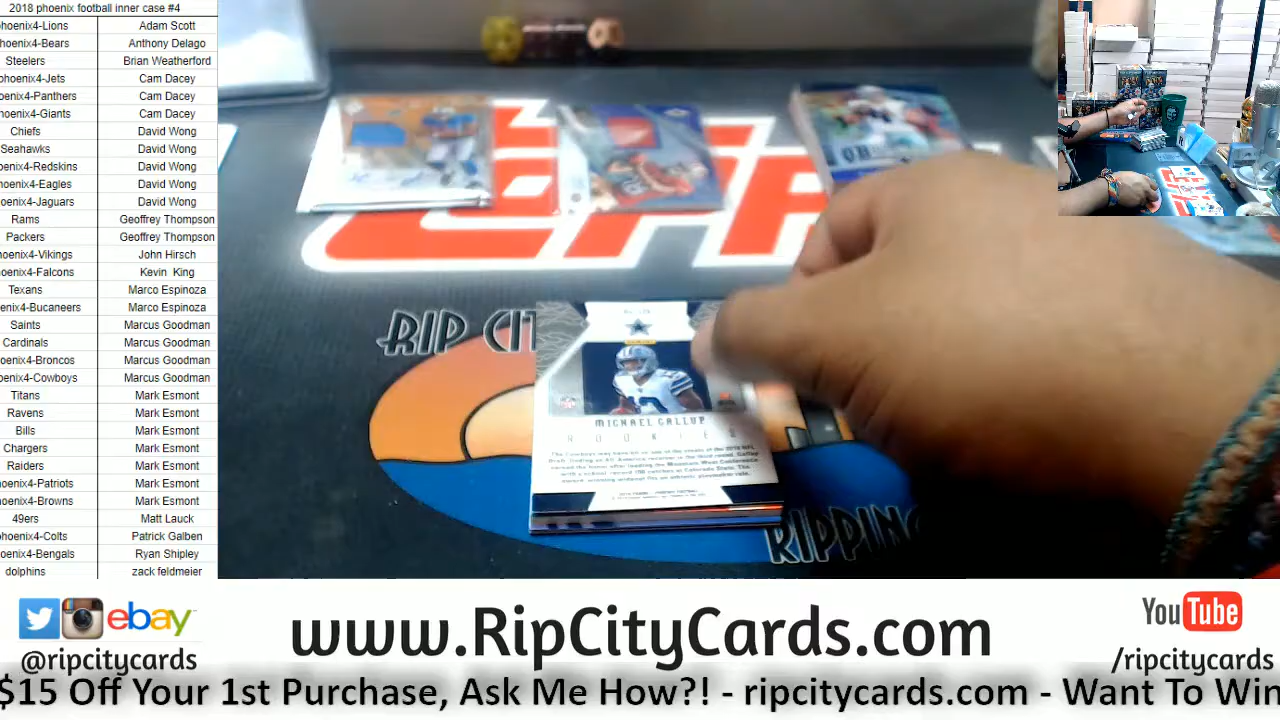 2018 phoenix football inner case #4
hoenix4-Lions Adam Scott
hoenix4-Bears Anthony Delago
Steelers Brian Weatherford
phoenix4-Jets Cam Dacey
oenix4-Panthers Cam Dacey
oenix4-Giants Cam Dacey
Chiefs David Wong
Seahawks David Wong
enix4-Redskins David Wong
oenix4-Eagles David Wong
oenix4-Jaguars David Wong
Rams Geoffrey Thompson
Packers Geoffrey Thompson
hoenix4-Vikings John Hirsch
oenix4-Falcons Kevin King
Texans Marco Espinoza
enix4-Bucaneers Marco Espinoza
Saints Marcus Goodman
Cardinals Marcus Goodman
oenix4-Broncos Marcus Goodman
enix4-Cowboys Marcus Goodman
Titans Mark Esmont
Ravens Mark Esmont
Bills Mark Esmont
Chargers Mark Esmont
Raiders Mark Esmont
oenix4-Patriots Mark Esmont
oenix4-Browns Mark Esmont
49ers Matt Lauck
phoenix4-Colts Patrick Galben
oenix4-Bengals Ryan Shipley
dolphins zack feldmeier
QB
RIP CIT
MICHAEL GALLUP
ROOKIES
RIPPING
ebay
@ripcitycards
www.RipCityCards.com
YouTube
/ripcitycards
$15 Off Your 1st Purchase, Ask Me How?! - ripcitycards.com - Want To Win